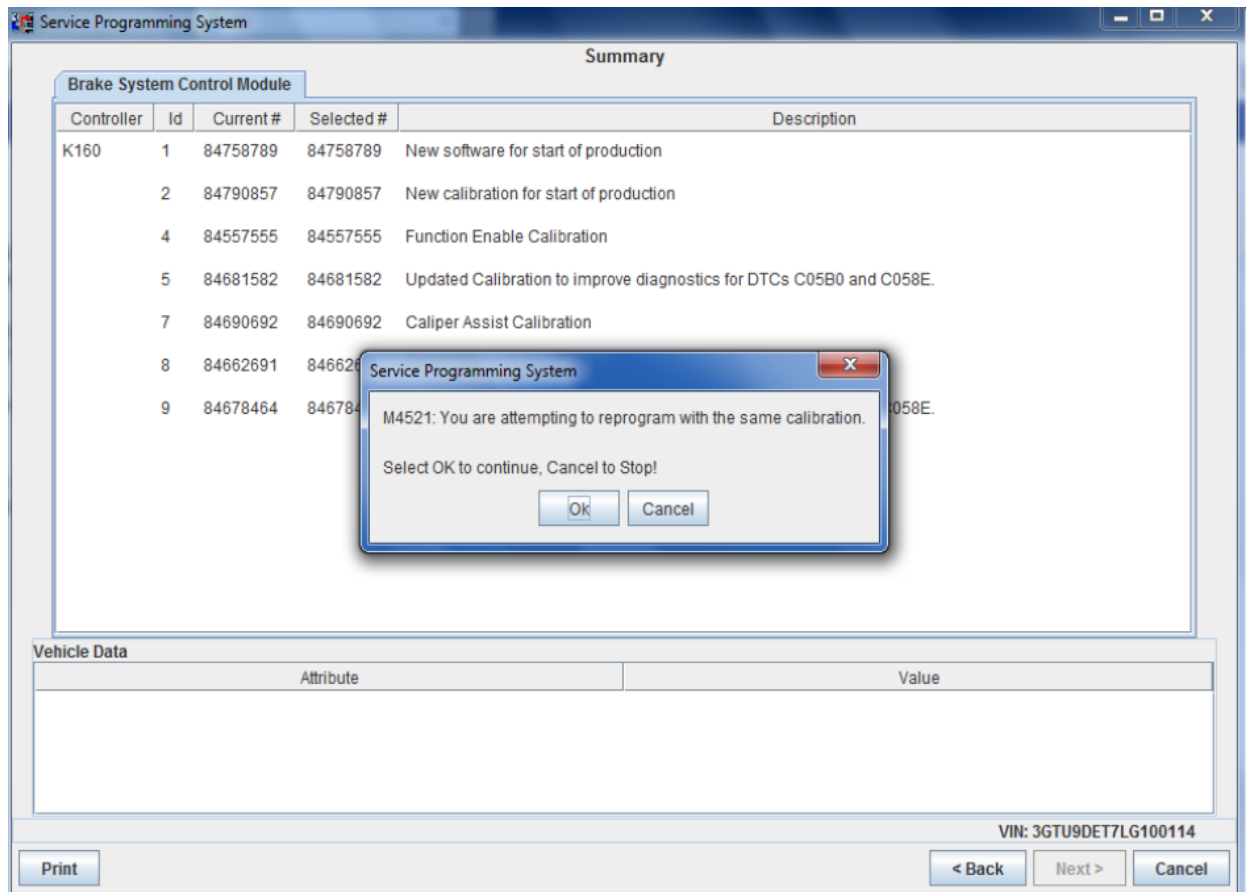 Service Programming System
Summary
Brake System Control Module
Controller Id Current # Selected # Description
K160 1 84758789 84758789 New software for start of production
2 84790857 84790857 New calibration for start of production
4 84557555 84557555 Function Enable Calibration
5 84681582 84681582 Updated Calibration to improve diagnostics for DTCs C05B0 and C058E.
7 84690692 84690692 Caliper Assist Calibration
8 84662691
9 84678464 058E.
Service Programming System
M4521: You are attempting to reprogram with the same calibration.
Select OK to continue, Cancel to Stop!
Ok Cancel
Vehicle Data
Attribute Value
VIN: 3GTU9DET7LG100114
Print < Back Next > Cancel